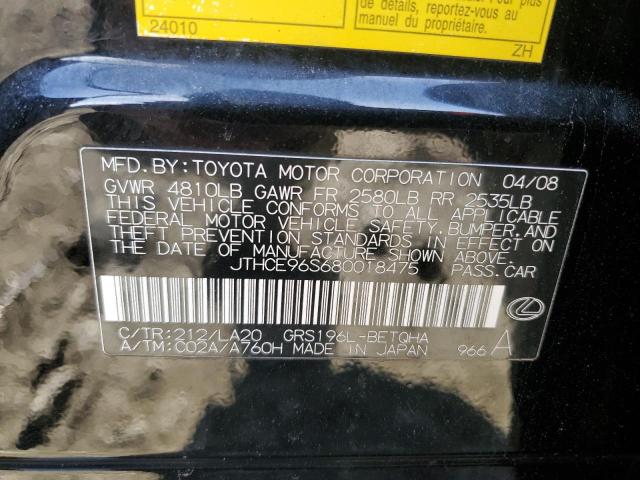 de détails, reportez-vous au
manuel du propriétaire.
24010
ZH
MFD.BY:TOYOTA MOTOR CORPORATION 04/08
GVWR 4810LB GAWR FR 2580LB RR 2535LB
THIS VEHICLE CONFORMS TO ALL APPLICABLE
FEDERAL MOTOR VEHICLE SAFETY,BUMPER,AND
THEFT PREVENTION STANDARDS IN EFFECT ON
THE DATE OF MANUFACTURE SHOWN ABOVE.
JTHCE96S680018475 PASS.CAR
C/TR:212/LA20 GRS196L-BETQHA
A/TM:C02A/A760H MADE IN JAPAN 966 A